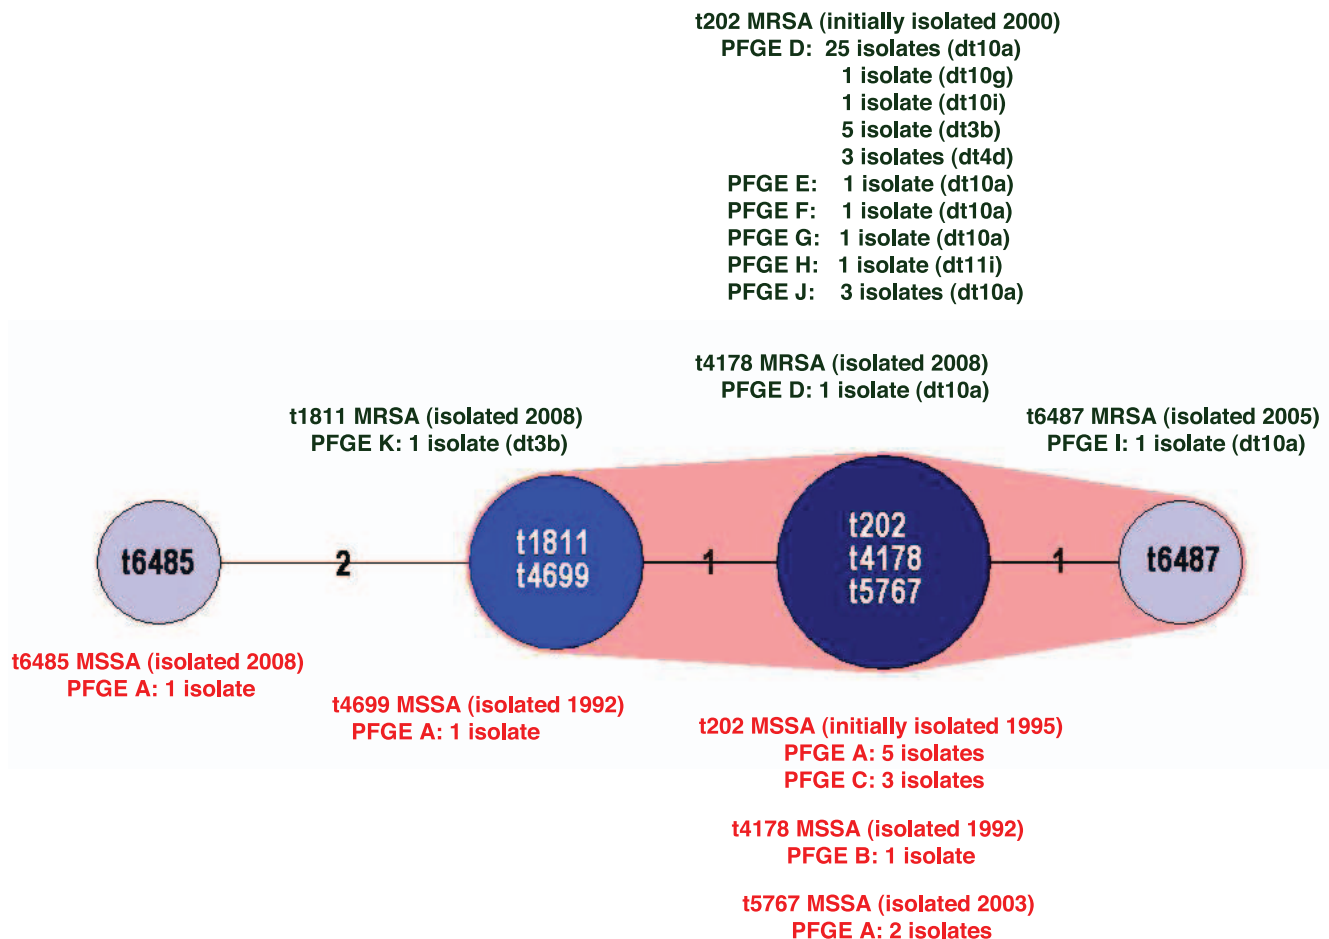 t202 MRSA (initially isolated 2000)
PFGE D: 25 isolates (dt10a)
1 isolate (dt10g)
1 isolate (dt10i)
5 isolate (dt3b)
3 isolates (dt4d)
PFGE E: 1 isolate (dt10a)
PFGE F: 1 isolate (dt10a)
PFGE G: 1 isolate (dt10a)
PFGE H: 1 isolate (dt11i)
PFGE J: 3 isolates (dt10a)
t4178 MRSA (isolated 2008)
PFGE D: 1 isolate (dt10a)
t1811 MRSA (isolated 2008)
PFGE K: 1 isolate (dt3b)
t6487 MRSA (isolated 2005)
PFGE I: 1 isolate (dt10a)
t6485
2
t1811
t4699
1
t202
t4178
t5767
1
t6487
t6485 MSSA (isolated 2008)
PFGE A: 1 isolate
t4699 MSSA (isolated 1992)
PFGE A: 1 isolate
t202 MSSA (initially isolated 1995)
PFGE A: 5 isolates
PFGE C: 3 isolates
t4178 MSSA (isolated 1992)
PFGE B: 1 isolate
t5767 MSSA (isolated 2003)
PFGE A: 2 isolates